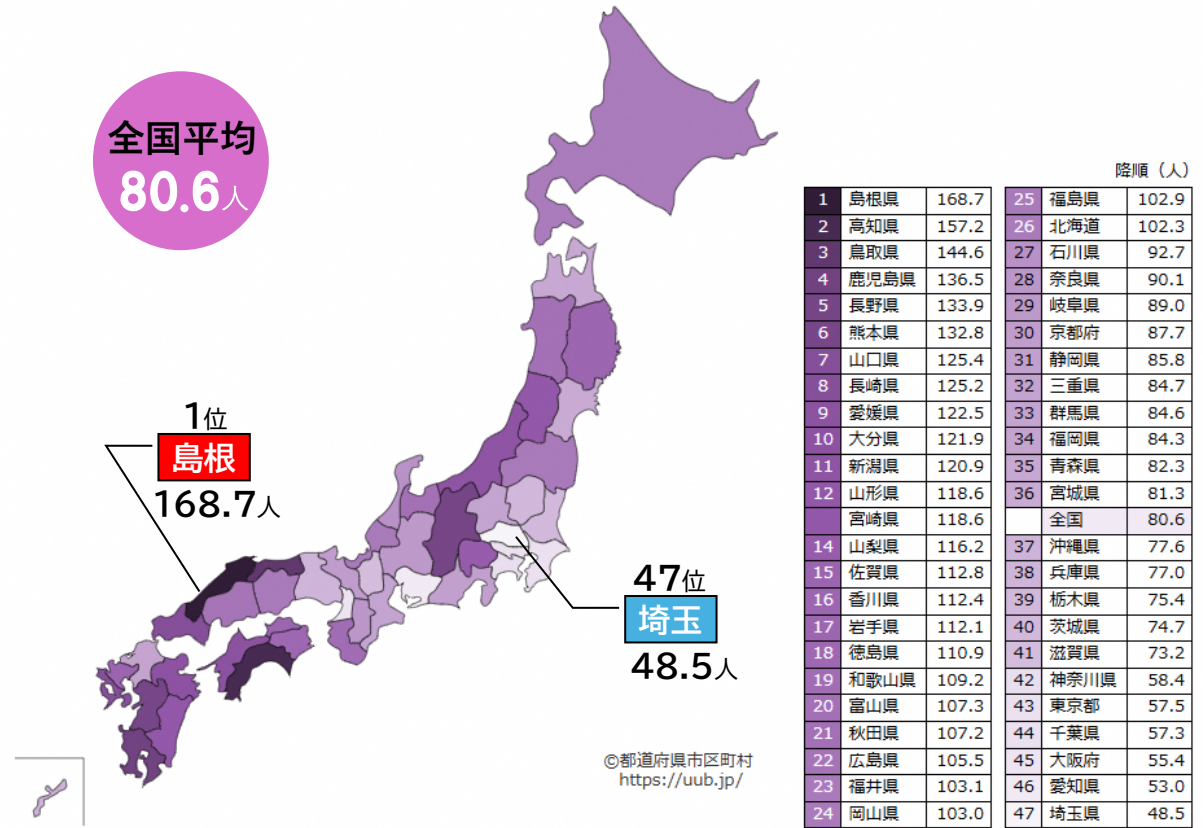 全国平均
80.6人
1位
島根
168.7人
47位
埼玉
48.5人
©都道府県市区町村
https://uub.jp/
降順（人）
1 島根県 168.7
2 高知県 157.2
3 鳥取県 144.6
4 鹿児島県 136.5
5 長野県 133.9
6 熊本県 132.8
7 山口県 125.4
8 長崎県 125.2
9 愛媛県 122.5
10 大分県 121.9
11 新潟県 120.9
12 山形県 118.6
宮崎県 118.6
14 山梨県 116.2
15 佐賀県 112.8
16 香川県 112.4
17 岩手県 112.1
18 徳島県 110.9
19 和歌山県 109.2
20 富山県 107.3
21 秋田県 107.2
22 広島県 105.5
23 福井県 103.1
24 岡山県 103.0
25 福島県 102.9
26 北海道 102.3
27 石川県 92.7
28 奈良県 90.1
29 岐阜県 89.0
30 京都府 87.7
31 静岡県 85.8
32 三重県 84.7
33 群馬県 84.6
34 福岡県 84.3
35 青森県 82.3
36 宮城県 81.3
全国 80.6
37 沖縄県 77.6
38 兵庫県 77.0
39 栃木県 75.4
40 茨城県 74.7
41 滋賀県 73.2
42 神奈川県 58.4
43 東京都 57.5
44 千葉県 57.3
45 大阪府 55.4
46 愛知県 53.0
47 埼玉県 48.5